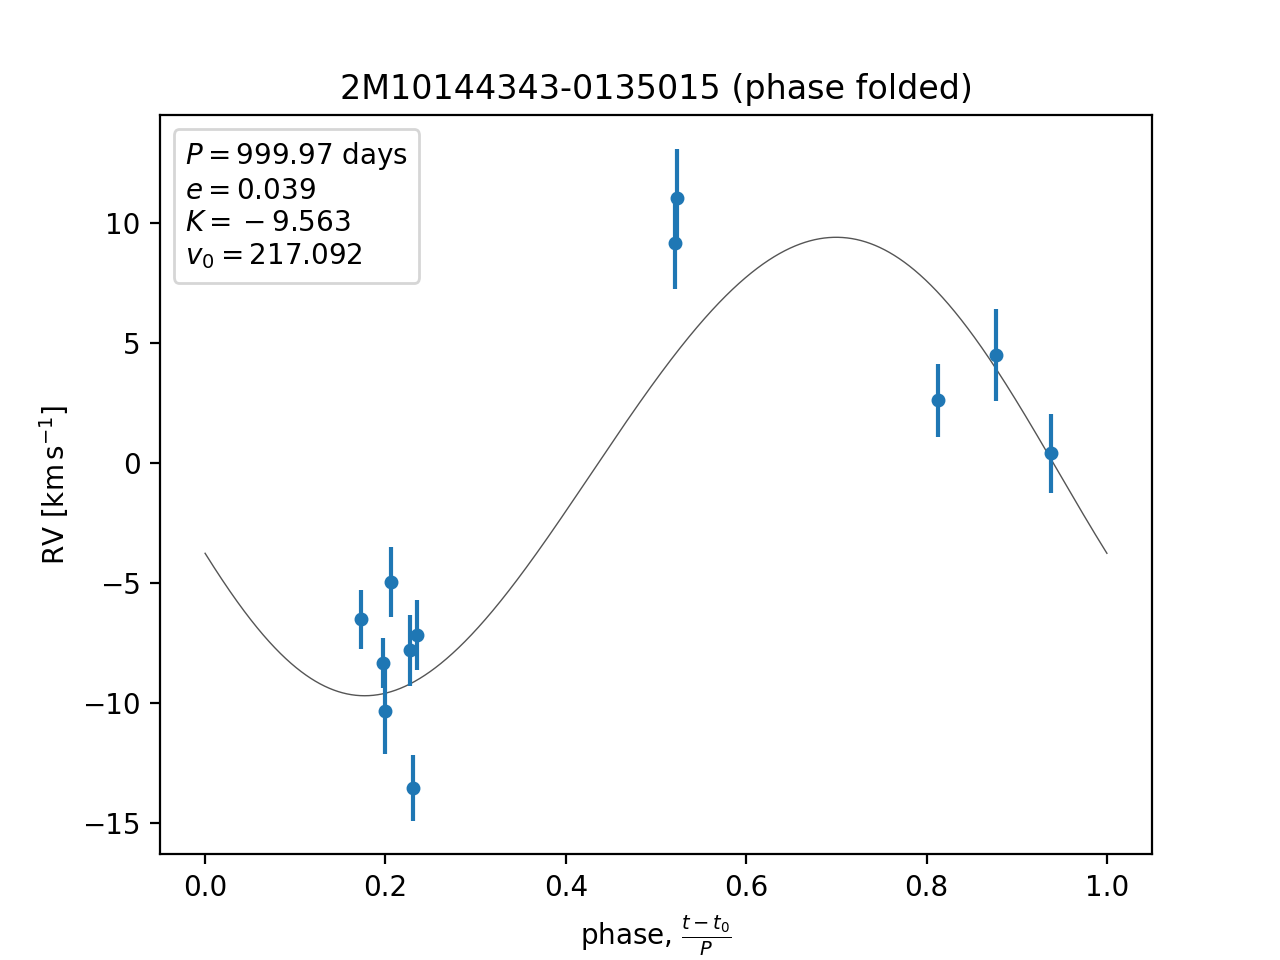 2M10144343-0135015 (phase folded)
P = 999.97 days
e = 0.039
K = −9.563
v₀ = 217.092
10
5
0
−5
−10
−15
RV [km s⁻¹]
0.0 0.2 0.4 0.6 0.8 1.0
phase, (t − t₀)/P